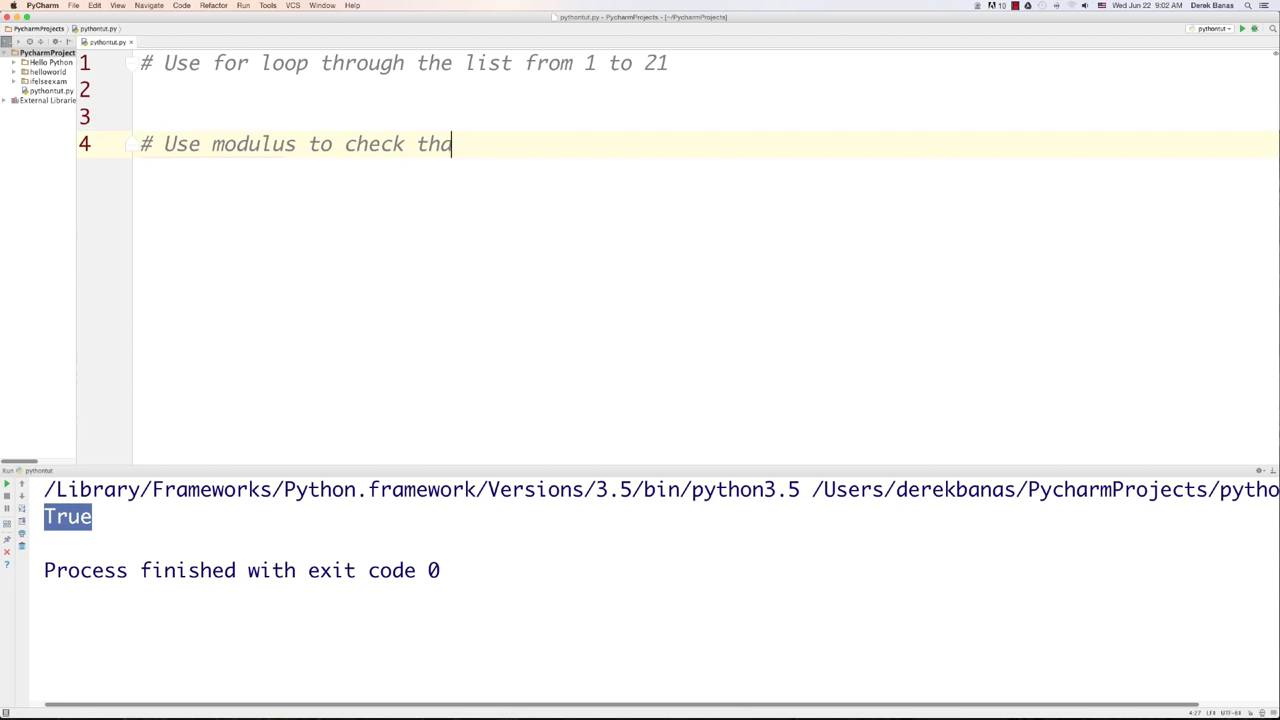 PyCharm File Edit View Navigate Code Refactor Run Tools VCS Window Help 10 Wed Jun 22 9:02 AM Derek Banas
pythontut.py - PycharmProjects - [~/PycharmProjects]
PycharmProjects pythontut.py pythontut
pythontut.py
PycharmProject
Hello Python
helloworld
ifelseexam
pythontut.py
External Librarie
1 # Use for loop through the list from 1 to 21
2
3
4 # Use modulus to check tha
Run pythontut
/Library/Frameworks/Python.framework/Versions/3.5/bin/python3.5 /Users/derekbanas/PycharmProjects/pytho
True
Process finished with exit code 0
4:27 LF UTF-8